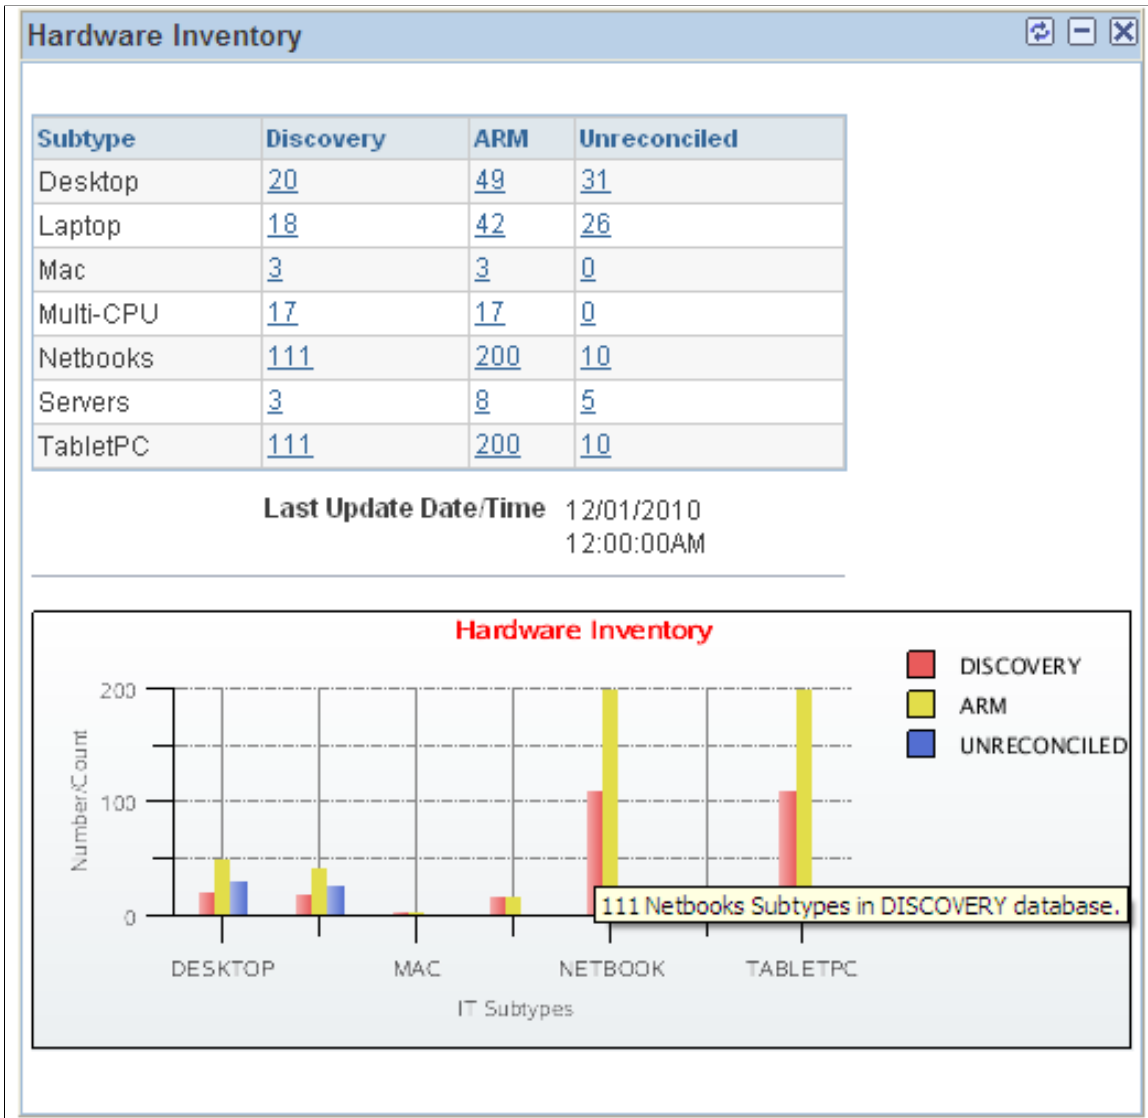 Hardware Inventory
Subtype Discovery ARM Unreconciled
Desktop 20 49 31
Laptop 18 42 26
Mac 3 3 0
Multi-CPU 17 17 0
Netbooks 111 200 10
Servers 3 8 5
TabletPC 111 200 10
Last Update Date/Time 12/01/2010
12:00:00AM
Hardware Inventory
DISCOVERY
ARM
UNRECONCILED
Number/Count
200
100
0
111 Netbooks Subtypes in DISCOVERY database.
DESKTOP MAC NETBOOK TABLETPC
IT Subtypes